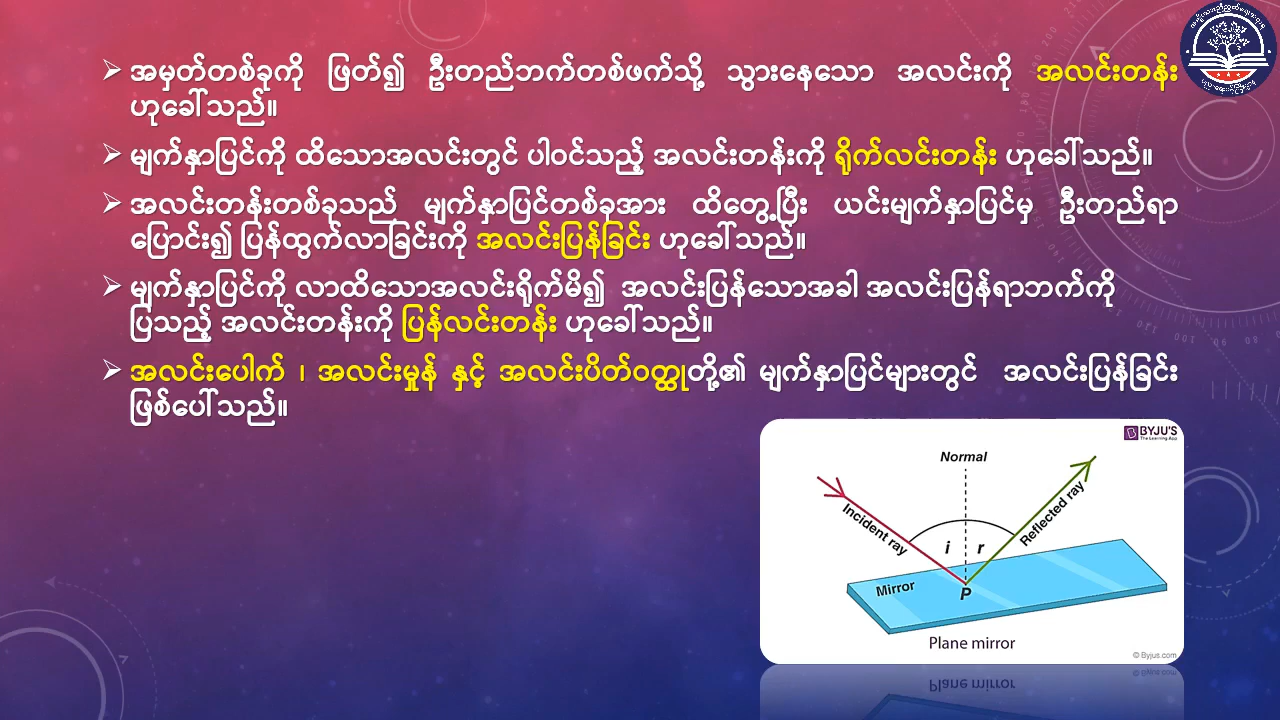 အမှတ်တစ်ခုကို ဖြတ်၍ ဦးတည်ဘက်တစ်ဖက်သို့ သွားနေသော အလင်းကို အလင်းတန်း
ဟုခေါ်သည်။
မျက်နှာပြင်ကို ထိသောအလင်းတွင် ပါဝင်သည့် အလင်းတန်းကို ရိုက်လင်းတန်း ဟုခေါ်သည်။
အလင်းတန်းတစ်ခုသည် မျက်နှာပြင်တစ်ခုအား ထိတွေ့ပြီး ယင်းမျက်နှာပြင်မှ ဦးတည်ရာ
ပြောင်း၍ ပြန်ထွက်လာခြင်းကို အလင်းပြန်ခြင်း ဟုခေါ်သည်။
မျက်နှာပြင်ကို လာထိသောအလင်းရိုက်မိ၍ အလင်းပြန်သောအခါ အလင်းပြန်ရာဘက်ကို
ပြသည့် အလင်းတန်းကို ပြန်လင်းတန်း ဟုခေါ်သည်။
အလင်းပေါက် ၊ အလင်းမှုန် နှင့် အလင်းပိတ်ဝတ္ထုတို့၏ မျက်နှာပြင်များတွင် အလင်းပြန်ခြင်း
ဖြစ်ပေါ်သည်။
BYJU'S
The Learning App
Normal
Incident ray
Reflected ray
i r
Mirror
P
Plane mirror
© Byjus.com